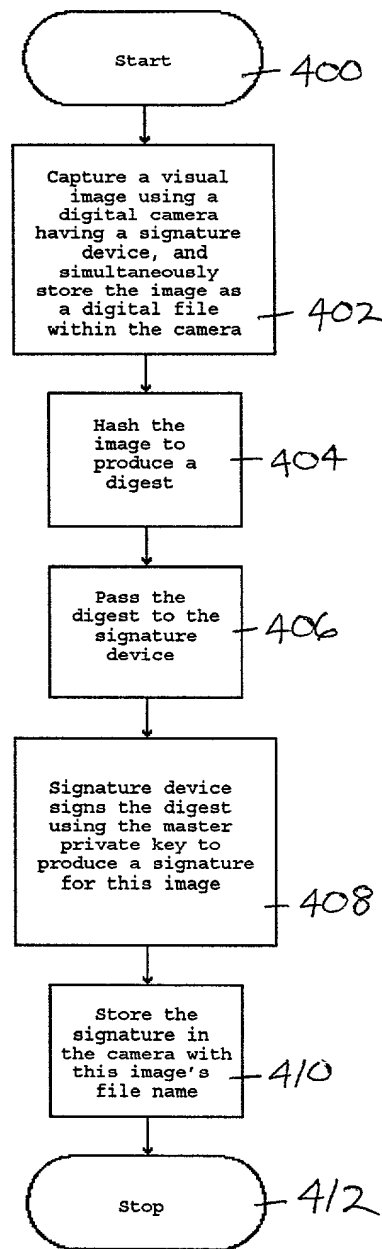 Start
400
Capture a visual
image using a
digital camera
having a signature
device, and
simultaneously
store the image as
a digital file
within the camera
402
Hash the
image to
produce a
digest
404
Pass the
digest to the
signature
device
406
Signature device
signs the digest
using the master
private key to
produce a signature
for this image
408
Store the
signature in
the camera with
this image's
file name
410
Stop
412